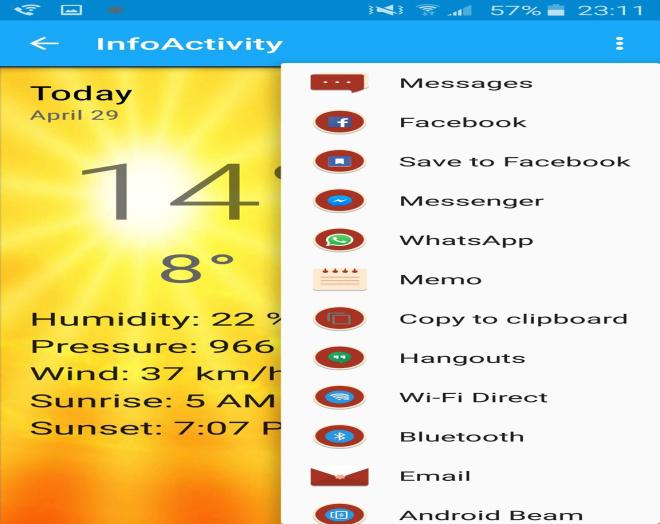 57% 23:11
InfoActivity
Today
April 29
14°
8°
Humidity: 22 %
Pressure: 966
Wind: 37 km/h
Sunrise: 5 AM
Sunset: 7:07 P
Messages
Facebook
Save to Facebook
Messenger
WhatsApp
Memo
Copy to clipboard
Hangouts
Wi-Fi Direct
Bluetooth
Email
Android Beam